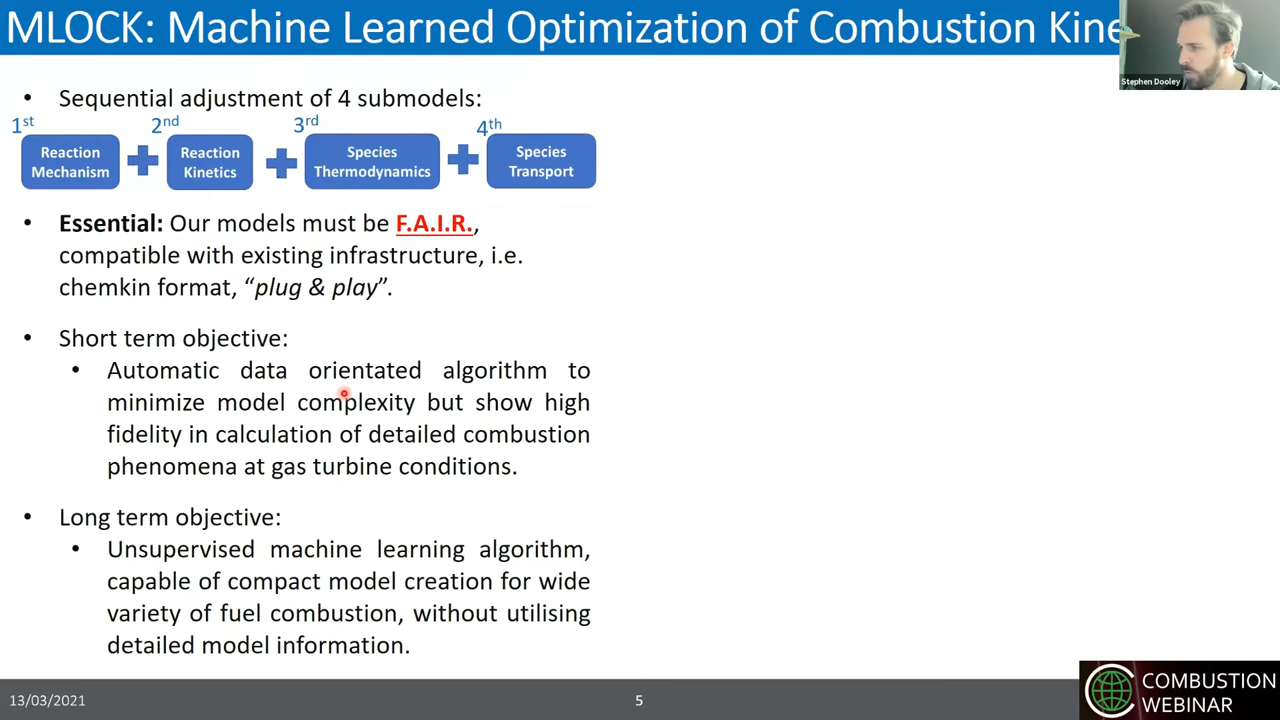 MLOCK: Machine Learned Optimization of Combustion Kine
Stephen Dooley
• Sequential adjustment of 4 submodels:
1st 2nd 3rd 4th
Reaction Mechanism
Reaction Kinetics
Species Thermodynamics
Species Transport
• Essential: Our models must be F.A.I.R.,
compatible with existing infrastructure, i.e.
chemkin format, “plug & play”.
• Short term objective:
• Automatic data orientated algorithm to
minimize model complexity but show high
fidelity in calculation of detailed combustion
phenomena at gas turbine conditions.
• Long term objective:
• Unsupervised machine learning algorithm,
capable of compact model creation for wide
variety of fuel combustion, without utilising
detailed model information.
13/03/2021
5
COMBUSTION
WEBINAR